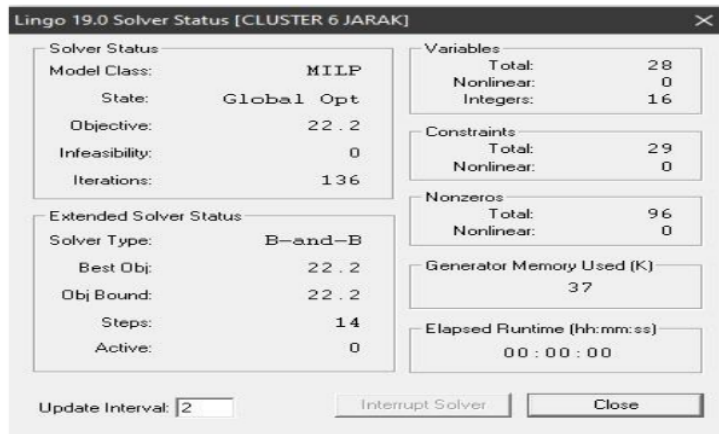 Lingo 19.0 Solver Status [CLUSTER 6 JARAK]
Solver Status
Model Class: MILP
State: Global Opt
Objective: 22.2
Infeasibility: 0
Iterations: 136
Extended Solver Status
Solver Type: B-and-B
Best Obj: 22.2
Obj Bound: 22.2
Steps: 14
Active: 0
Update Interval: 2
Variables
Total: 28
Nonlinear: 0
Integers: 16
Constraints
Total: 29
Nonlinear: 0
Nonzeros
Total: 96
Nonlinear: 0
Generator Memory Used (K)
37
Elapsed Runtime (hh:mm:ss)
00:00:00
Interrupt Solver
Close